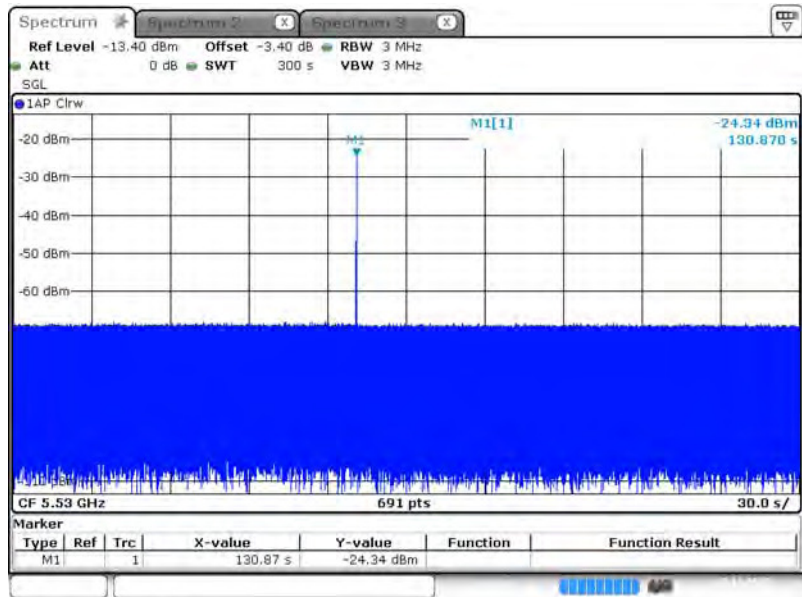 Spectrum Spectrum 2 X Spectrum 3 X
Ref Level -13.40 dBm Offset -3.40 dB RBW 3 MHz
Att 0 dB SWT 300 s VBW 3 MHz
SGL
1AP Clrw
M1[1] -24.34 dBm
130.870 s
-20 dBm
M1
-30 dBm
-40 dBm
-50 dBm
-60 dBm
CF 5.53 GHz 691 pts 30.0 s/
Marker
Type Ref Trc X-value Y-value Function Function Result
M1 1 130.87 s -24.34 dBm